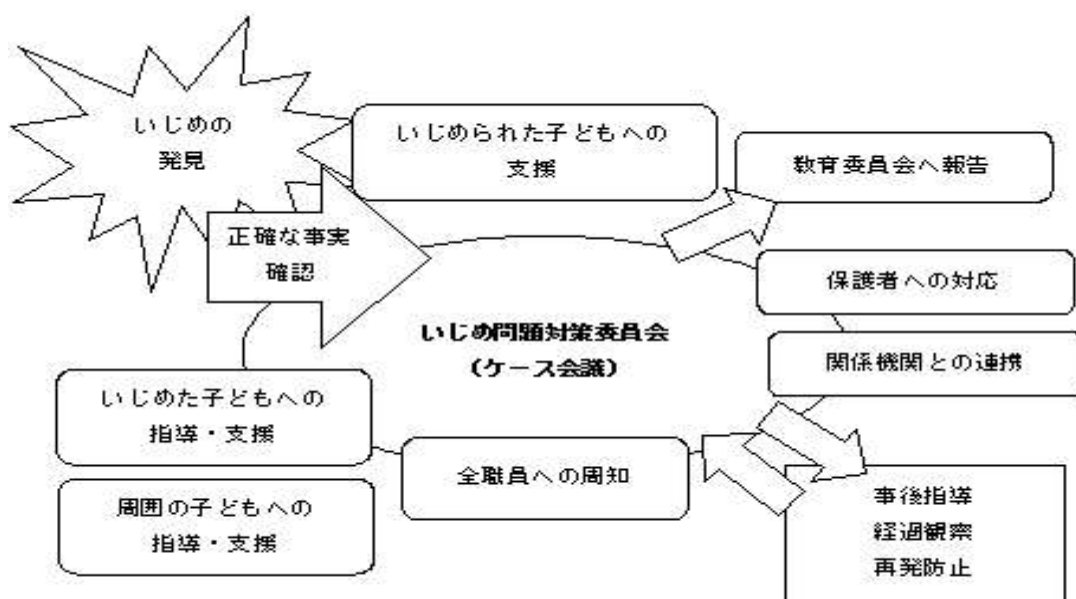 いじめの
発見
いじめられた子どもへの
支援
教育委員会へ報告
正確な事実
確認
保護者への対応
いじめ問題対策委員会
(ケース会議)
関係機関との連携
いじめた子どもへの
指導・支援
全職員への周知
周囲の子どもへの
指導・支援
事後指導
経過観察
再発防止